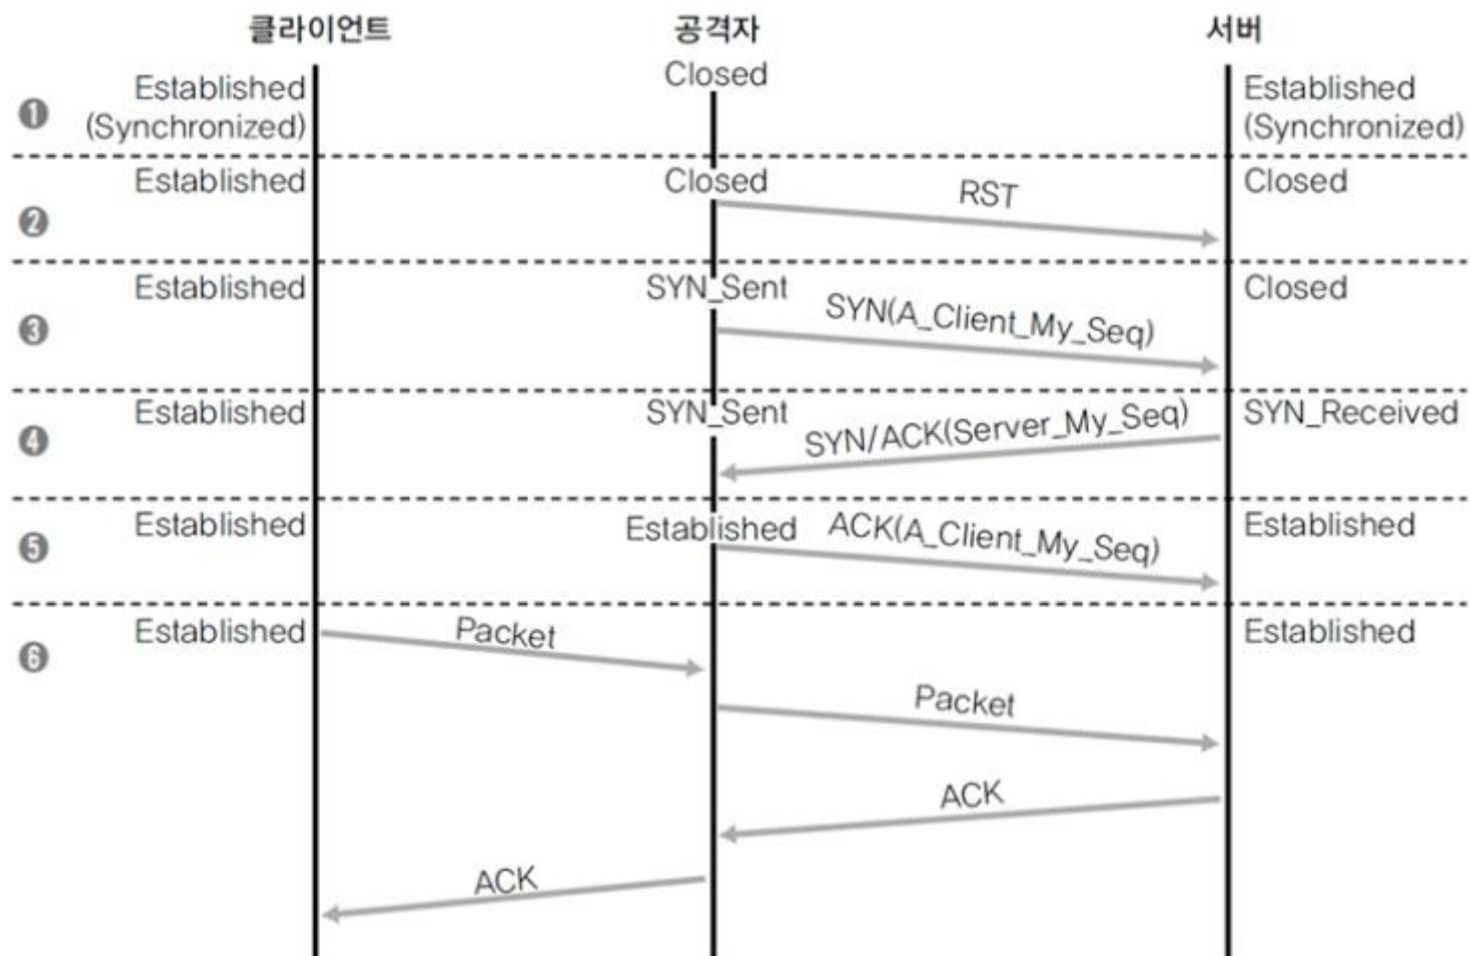 클라이언트
공격자
서버
❶
Established
(Synchronized)
Closed
Established
(Synchronized)
❷
Established
Closed
RST
Closed
❸
Established
SYN_Sent
SYN(A_Client_My_Seq)
Closed
❹
Established
SYN_Sent
SYN/ACK(Server_My_Seq)
SYN_Received
❺
Established
Established
ACK(A_Client_My_Seq)
Established
❻
Established
Packet
Established
Packet
ACK
ACK